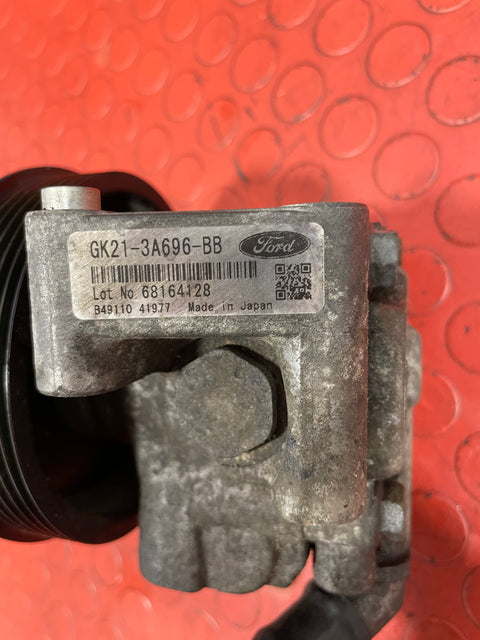 GK21-3A696-BB
Ford
Lot No 68164128
B49110 41977 Made in Japan